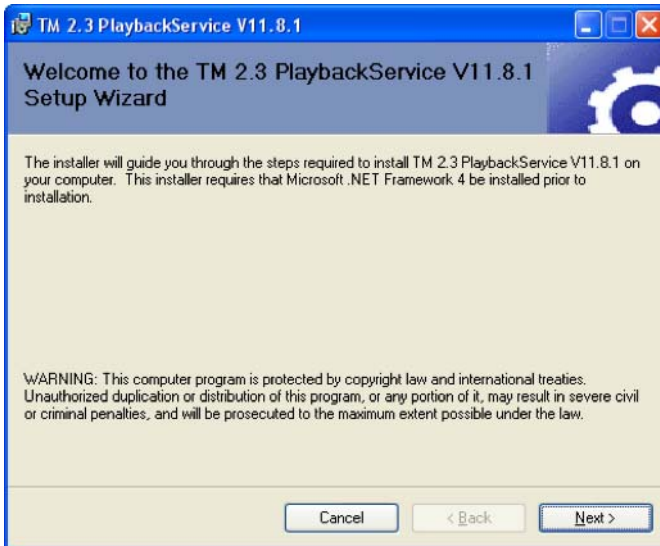 TM 2.3 PlaybackService V11.8.1
Welcome to the TM 2.3 PlaybackService V11.8.1
Setup Wizard
The installer will guide you through the steps required to install TM 2.3 PlaybackService V11.8.1 on
your computer. This installer requires that Microsoft .NET Framework 4 be installed prior to
installation.
WARNING: This computer program is protected by copyright law and international treaties.
Unauthorized duplication or distribution of this program, or any portion of it, may result in severe civil
or criminal penalties, and will be prosecuted to the maximum extent possible under the law.
Cancel < Back Next >